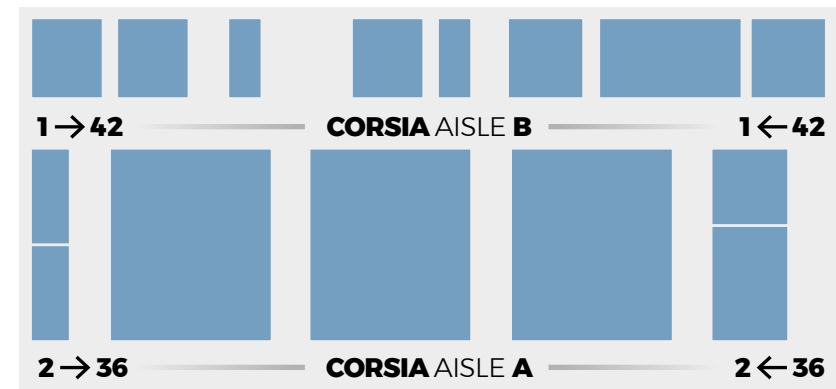 1 → 42 CORSIA AISLE B 1 ← 42
2 → 36 CORSIA AISLE A 2 ← 36